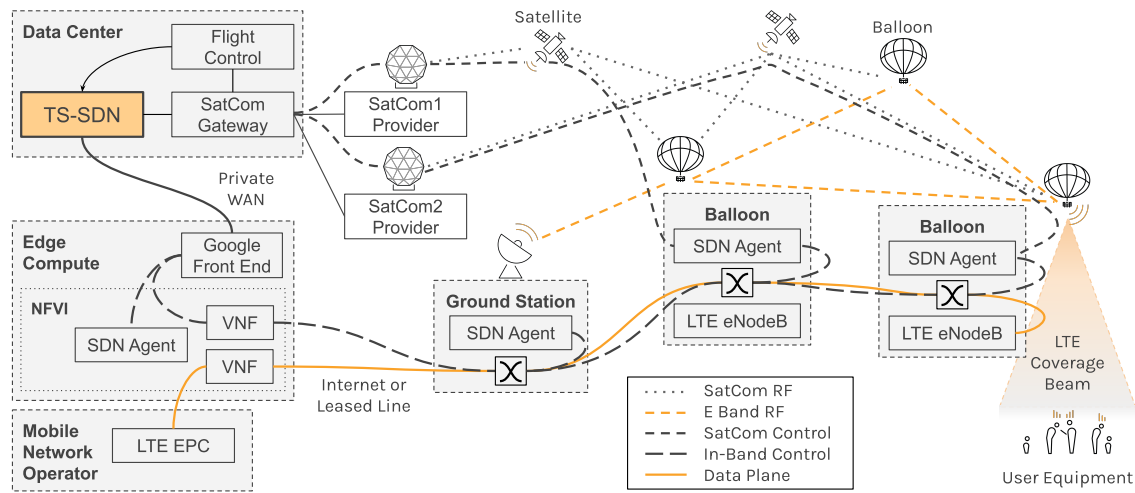 Data Center
Flight
Control
TS-SDN
SatCom
Gateway
SatCom1
Provider
SatCom2
Provider
Satellite
Balloon
Private
WAN
Edge
Compute
Google
Front End
NFVI
SDN Agent
VNF
VNF
Internet or
Leased Line
Mobile
Network
Operator
LTE EPC
Ground Station
SDN Agent
Balloon
SDN Agent
LTE eNodeB
Balloon
SDN Agent
LTE eNodeB
LTE
Coverage
Beam
User Equipment
SatCom RF
E Band RF
SatCom Control
In-Band Control
Data Plane